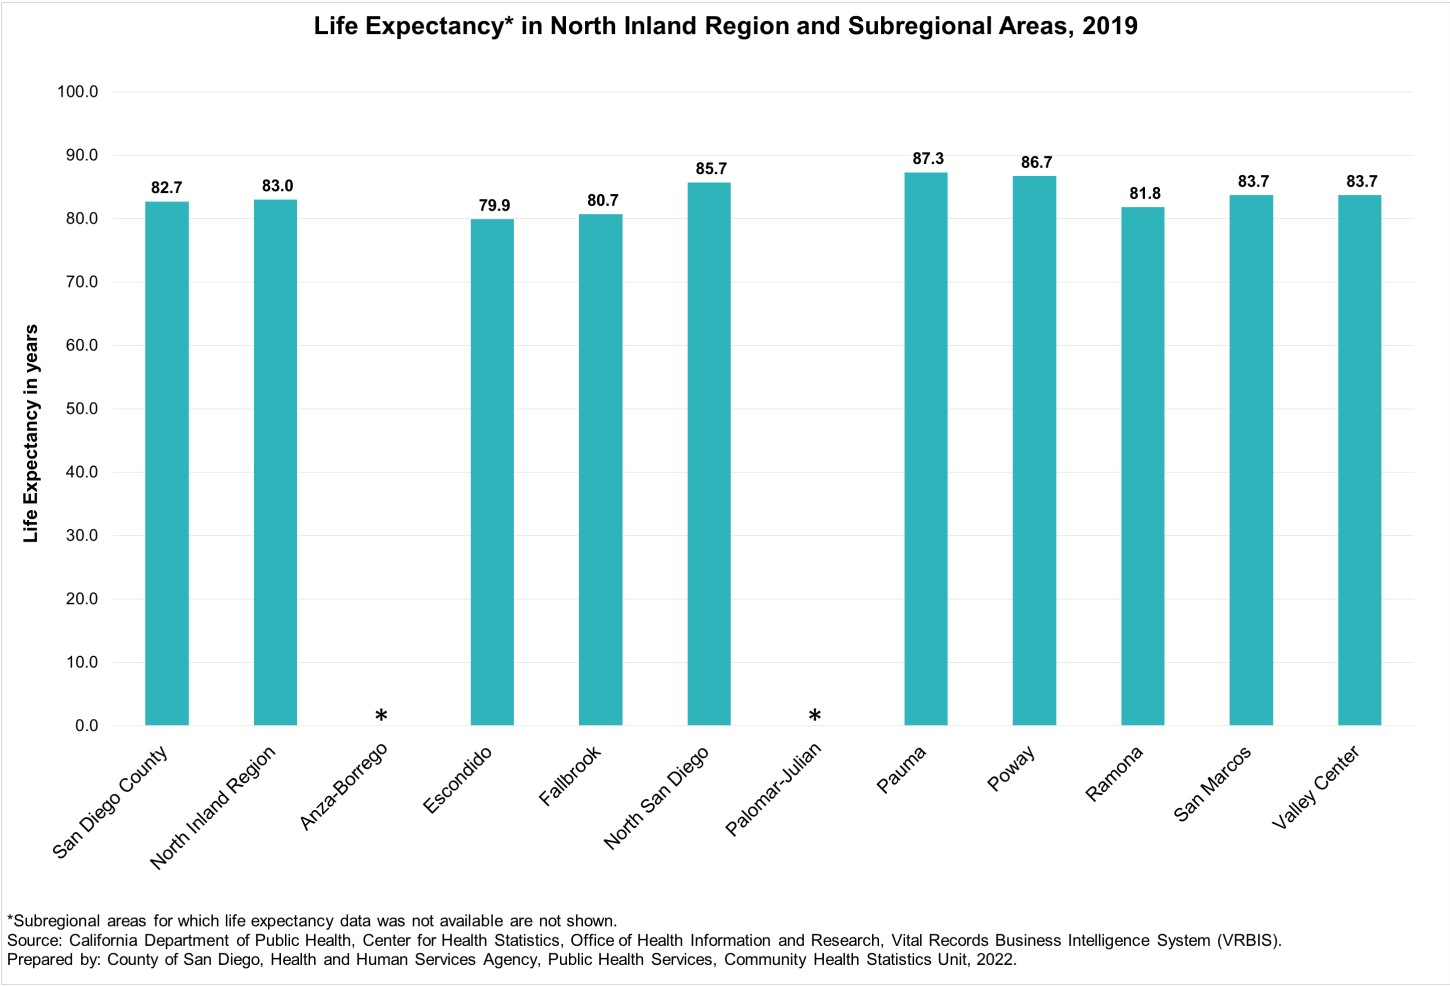 Life Expectancy* in North Inland Region and Subregional Areas, 2019
Life Expectancy in years
100.0
90.0
80.0
70.0
60.0
50.0
40.0
30.0
20.0
10.0
0.0
82.7
83.0
*
79.9
80.7
85.7
*
87.3
86.7
81.8
83.7
83.7
San Diego County
North Inland Region
Anza-Borrego
Escondido
Fallbrook
North San Diego
Palomar-Julian
Pauma
Poway
Ramona
San Marcos
Valley Center
*Subregional areas for which life expectancy data was not available are not shown.
Source: California Department of Public Health, Center for Health Statistics, Office of Health Information and Research, Vital Records Business Intelligence System (VRBIS).
Prepared by: County of San Diego, Health and Human Services Agency, Public Health Services, Community Health Statistics Unit, 2022.